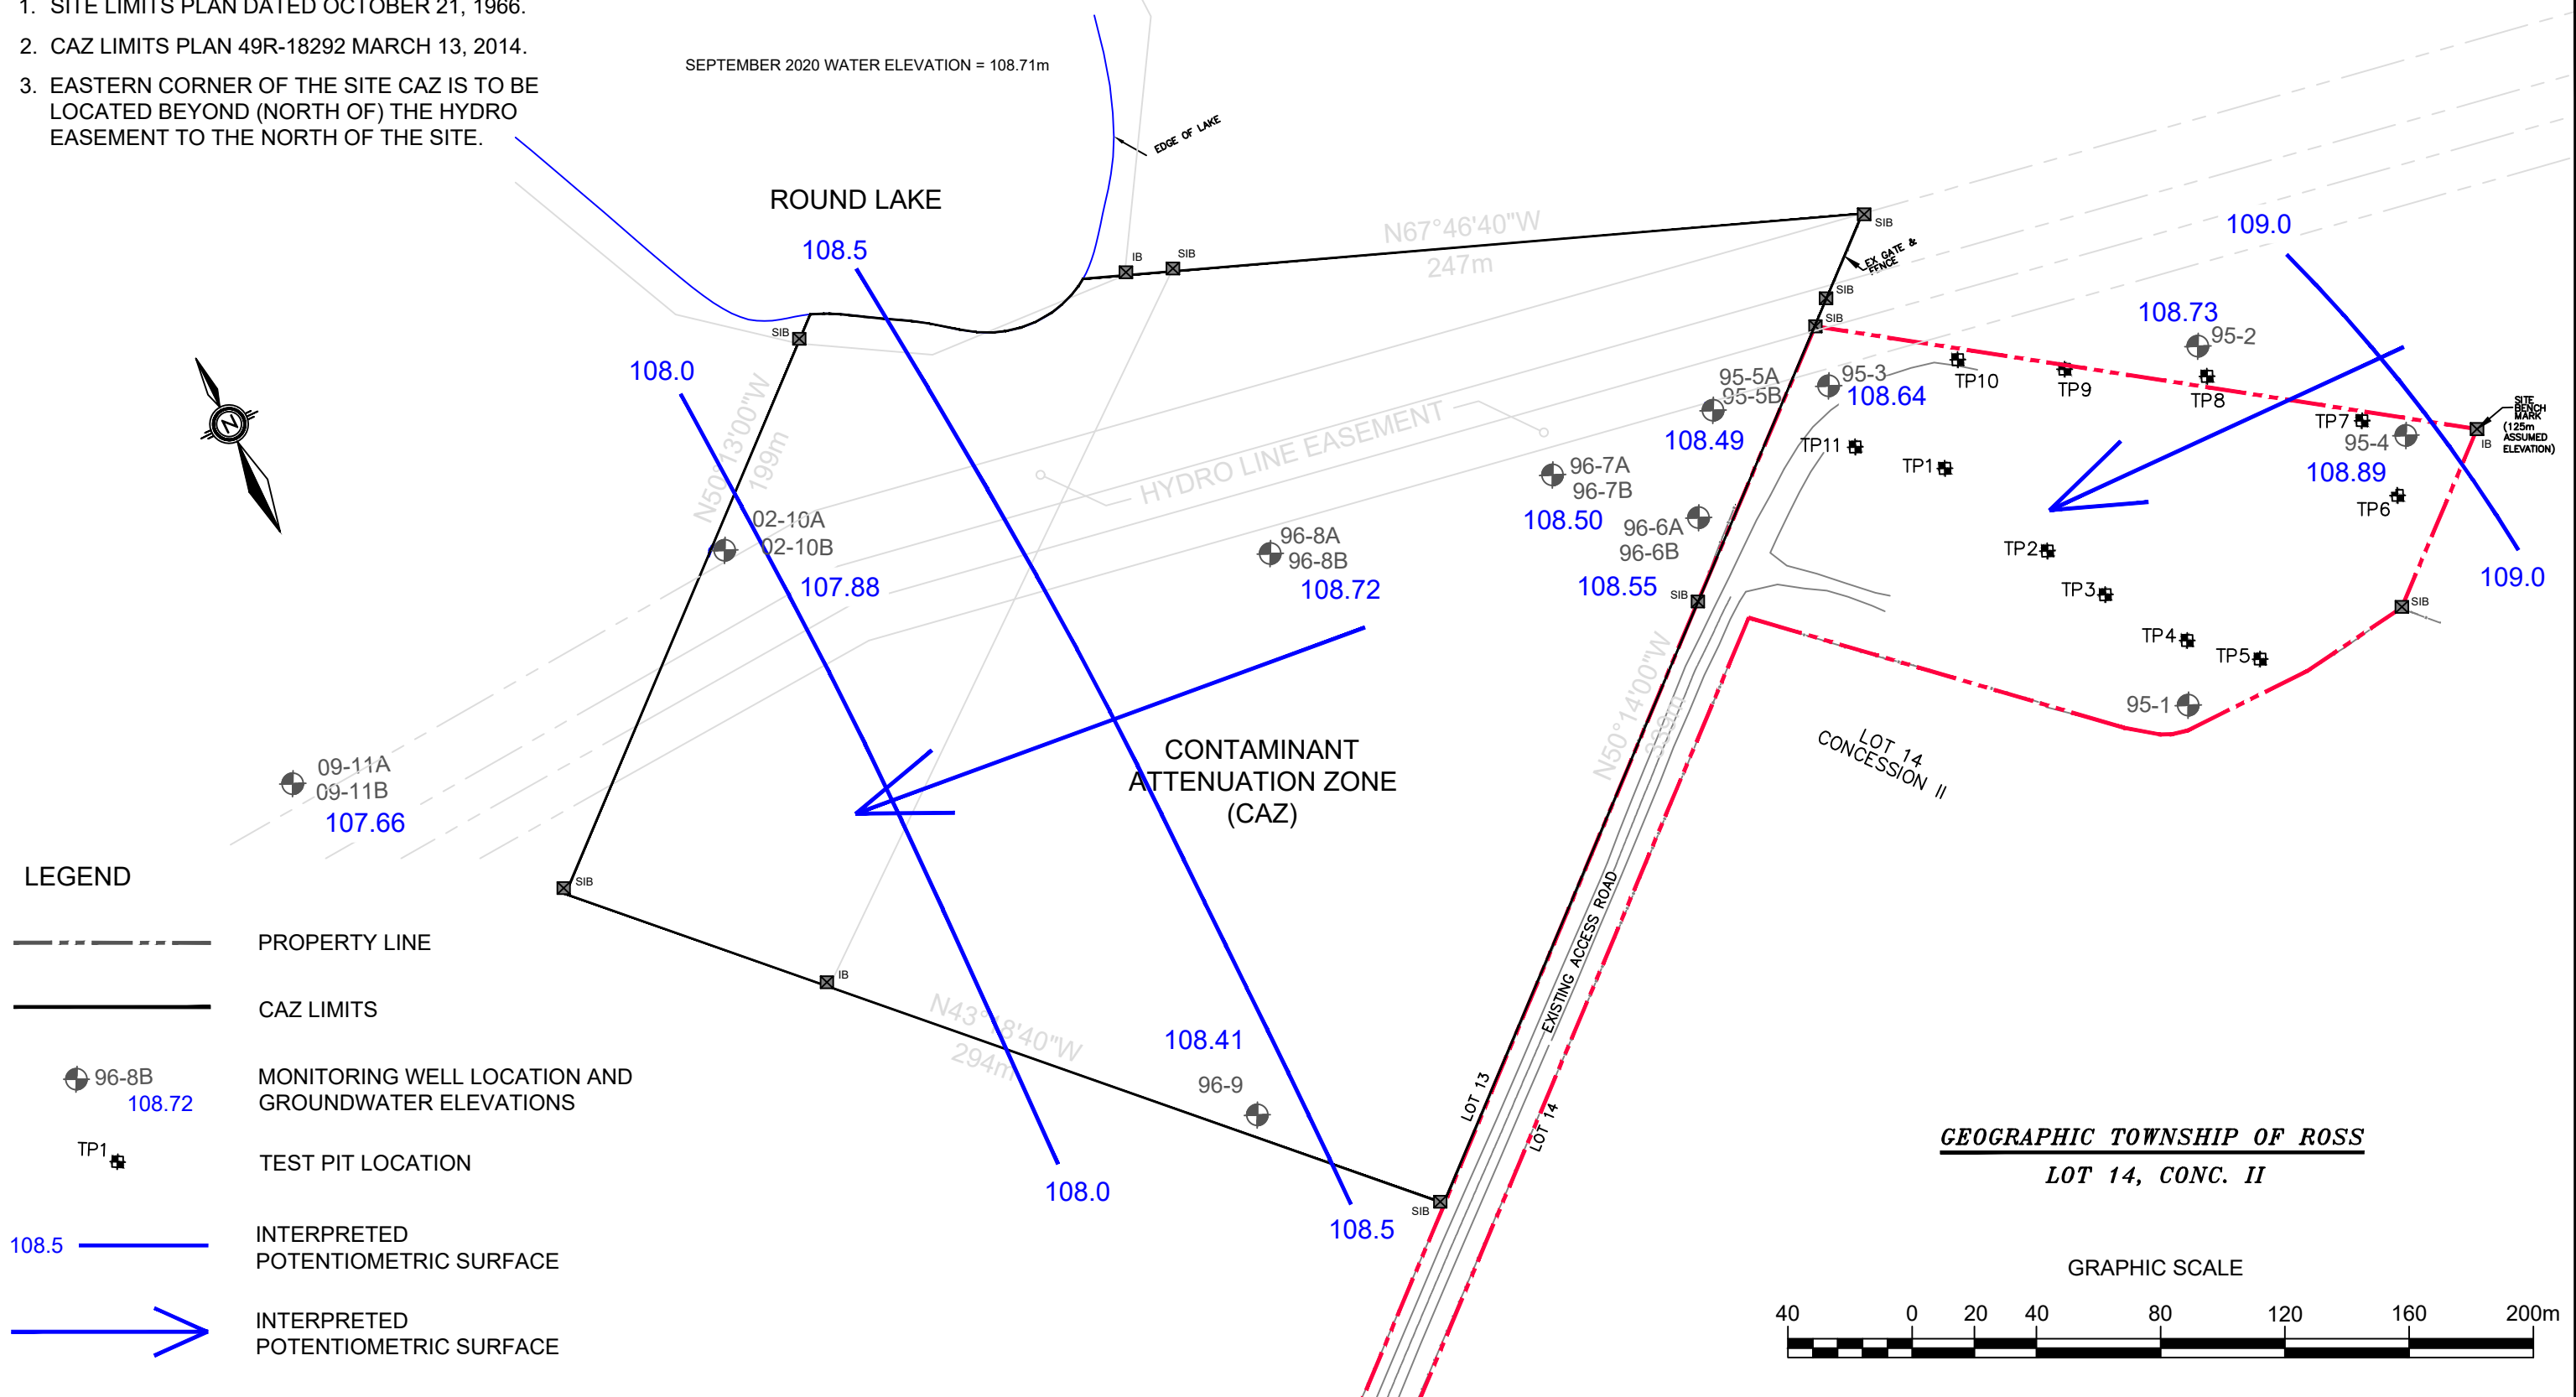 1. SITE LIMITS PLAN DATED OCTOBER 21, 1966.
2. CAZ LIMITS PLAN 49R-18292 MARCH 13, 2014.
3. EASTERN CORNER OF THE SITE CAZ IS TO BE
LOCATED BEYOND (NORTH OF) THE HYDRO
EASEMENT TO THE NORTH OF THE SITE.
SEPTEMBER 2020 WATER ELEVATION = 108.71m
EDGE OF LAKE
ROUND LAKE
108.5
108.0
IB
SIB
N67°46'40"W
247m
SIB
EX GATE &
FENCE
SIB
SIB
SIB
109.0
108.73
95-2
N
N50°13'00"W
199m
95-5A
95-5B
95-3
108.64
108.49
TP10
TP9
TP8
TP7
95-4
108.89
TP6
SITE
BENCH
MARK
(125m
ASSUMED
ELEVATION)
IB
TP11
TP1
HYDRO LINE EASEMENT
96-7A
96-7B
108.50
96-6A
96-6B
108.55
SIB
02-10A
02-10B
107.88
96-8A
96-8B
108.72
TP2
TP3
TP4
TP5
109.0
SIB
95-1
N50°14'00"W
339m
LOT 14
CONCESSION II
CONTAMINANT
ATTENUATION ZONE
(CAZ)
09-11A
09-11B
107.66
SIB
IB
N43°18'40"W
294m
108.41
96-9
EXISTING ACCESS ROAD
LOT 13
LOT 14
108.0
108.5
SIB
LEGEND
PROPERTY LINE
CAZ LIMITS
96-8B
108.72
MONITORING WELL LOCATION AND
GROUNDWATER ELEVATIONS
TP1
TEST PIT LOCATION
108.5
INTERPRETED
POTENTIOMETRIC SURFACE
INTERPRETED
POTENTIOMETRIC SURFACE
GEOGRAPHIC TOWNSHIP OF ROSS
LOT 14, CONC. II
GRAPHIC SCALE
40 0 20 40 80 120 160 200m